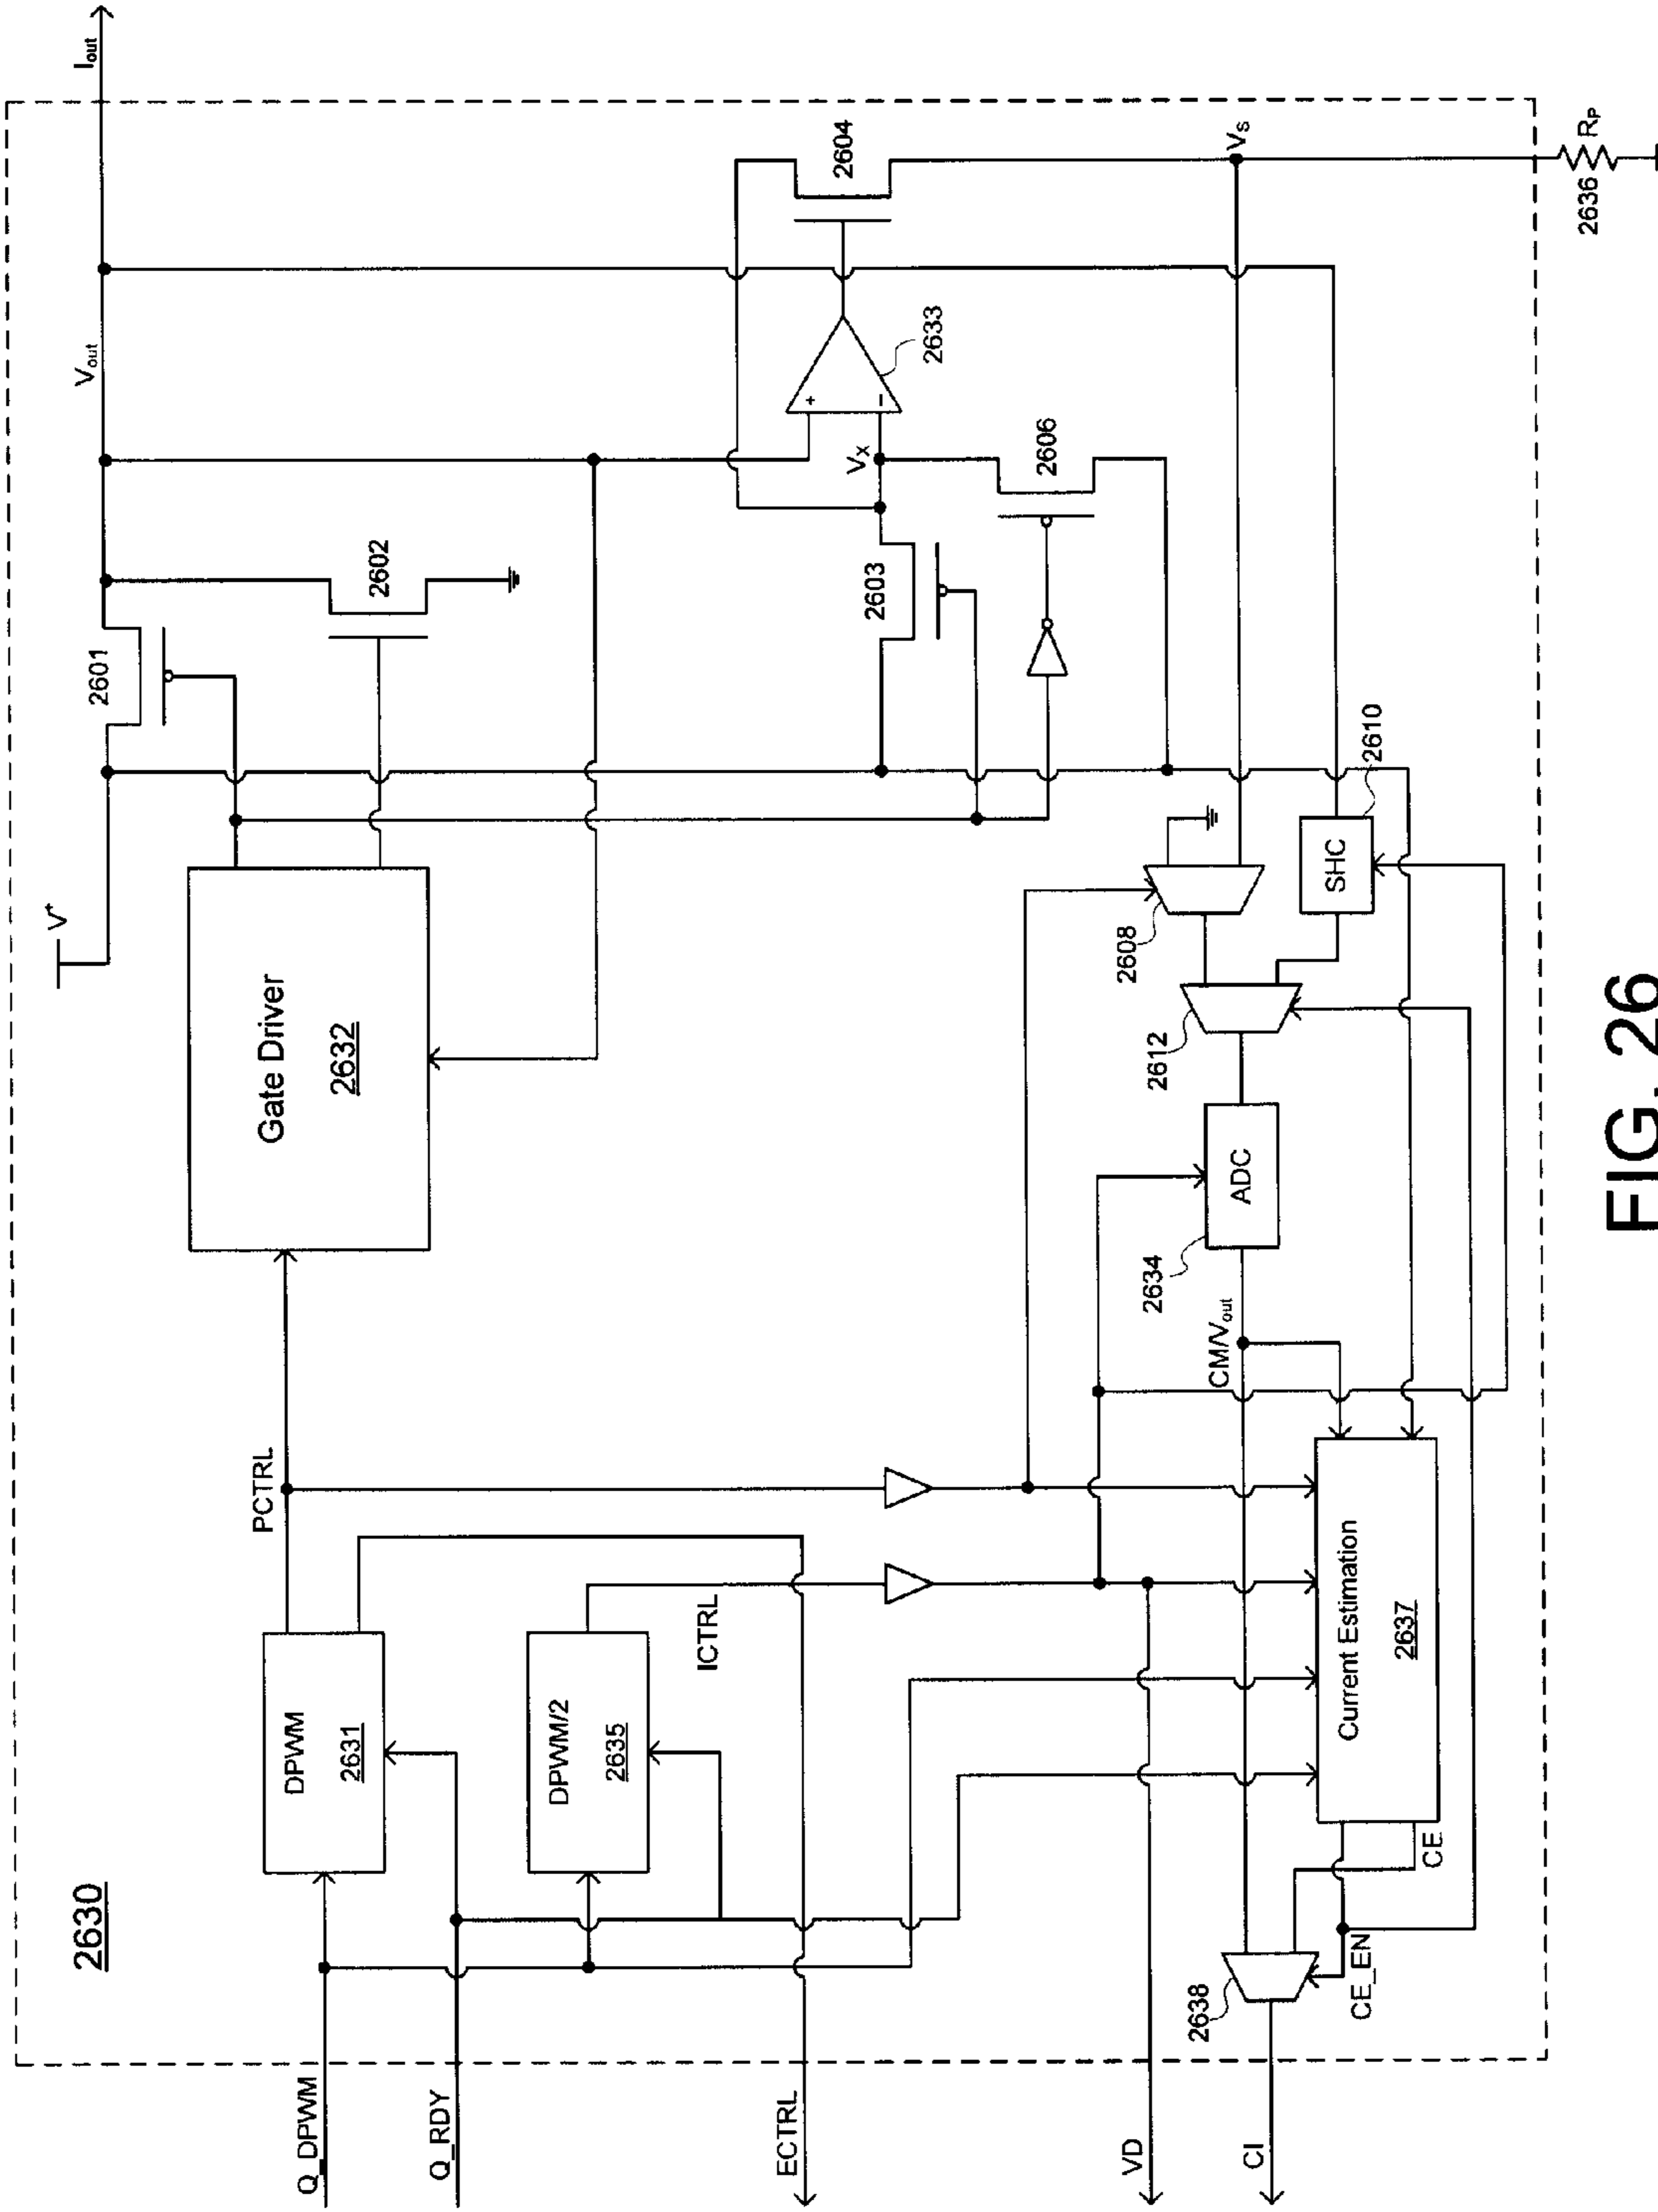 2630
V+
Vout
Iout
2601
2602
Gate Driver
2632
PCTRL
DPWM
2631
Q_DPWM
Q_RDY
DPWM/2
2635
ICTRL
ECTRL
2603
VX
2606
+
-
2633
2604
VS
2636
RP
2608
2612
SHC
2610
ADC
2634
CM/Vout
Current Estimation
2637
CE
CE_EN
2638
VD
CI
FIG. 26